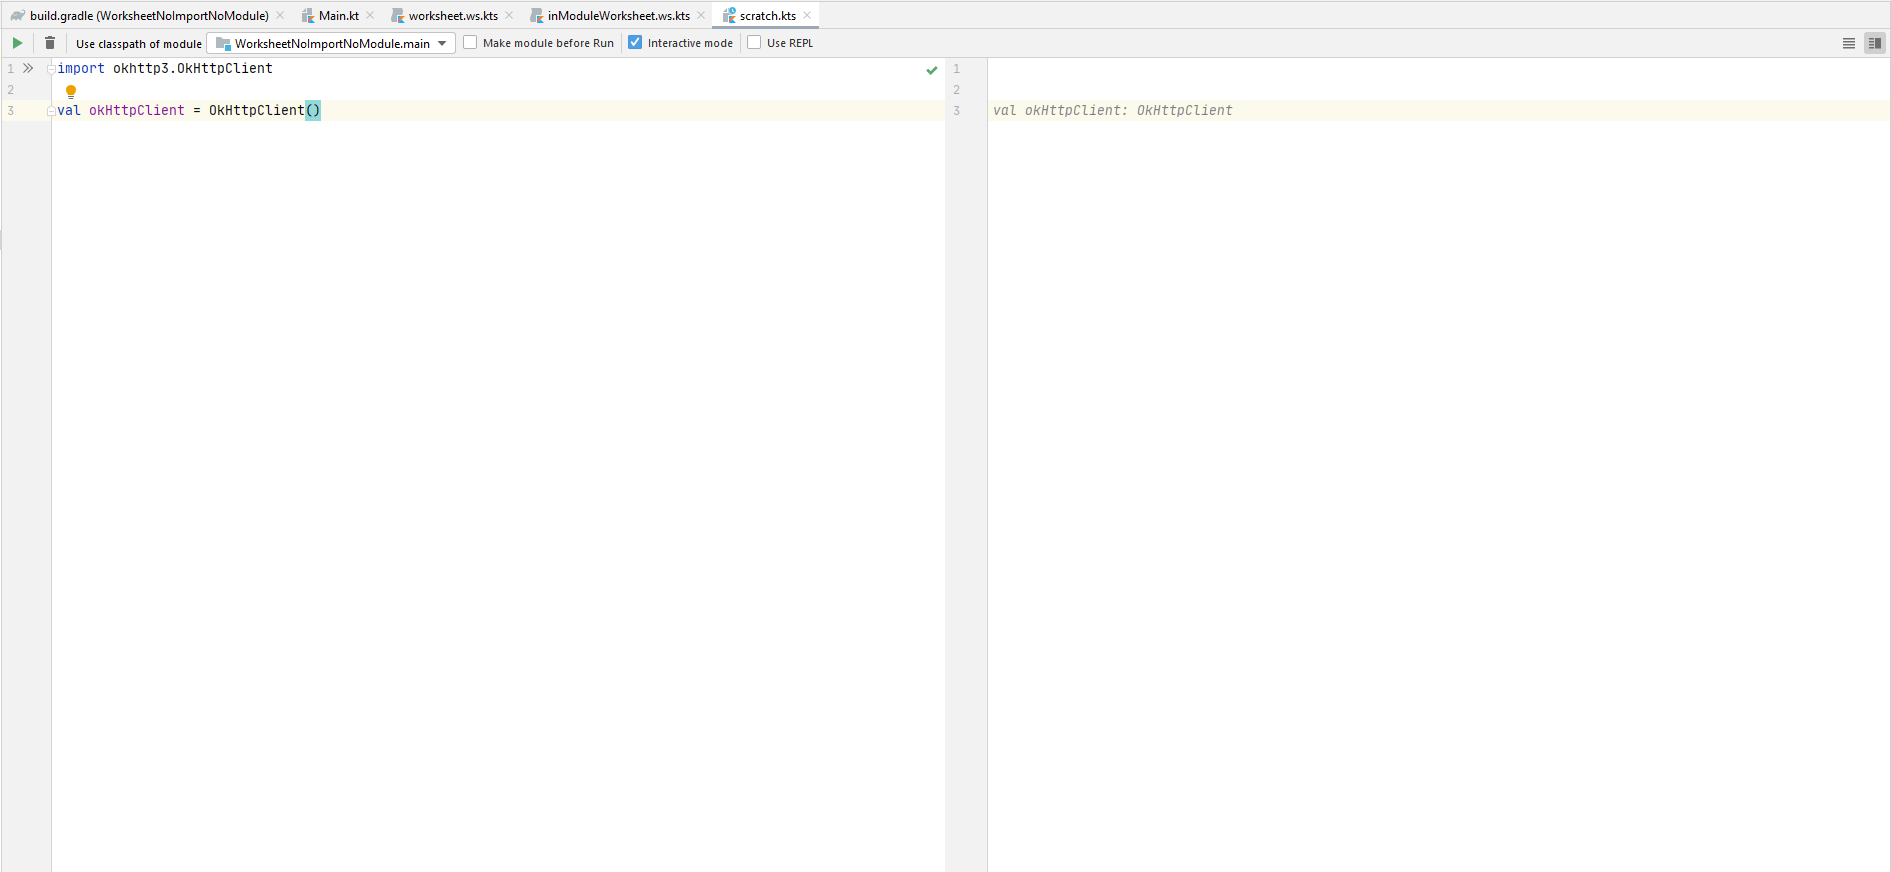 build.gradle (WorksheetNoImportNoModule) Main.kt worksheet.ws.kts inModuleWorksheet.ws.kts scratch.kts
Use classpath of module WorksheetNoImportNoModule.main Make module before Run Interactive mode Use REPL
1 import okhttp3.OkHttpClient 1
2 2
3 val okHttpClient = OkHttpClient() 3 val okHttpClient: OkHttpClient